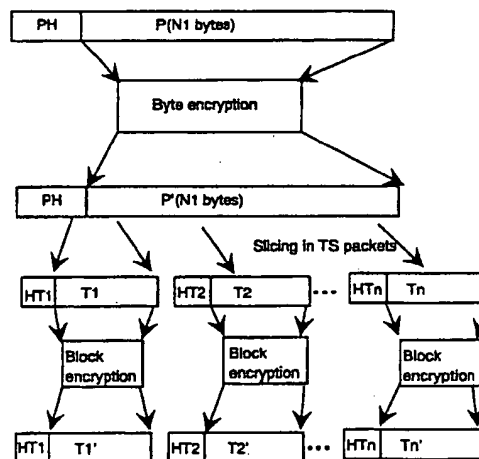 PH P(N1 bytes)
Byte encryption
PH P'(N1 bytes)
Slicing in TS packets
HT1 T1 HT2 T2 ••• HTn Tn
Block encryption Block encryption Block encryption
HT1 T1' HT2 T2' ••• HTn Tn'